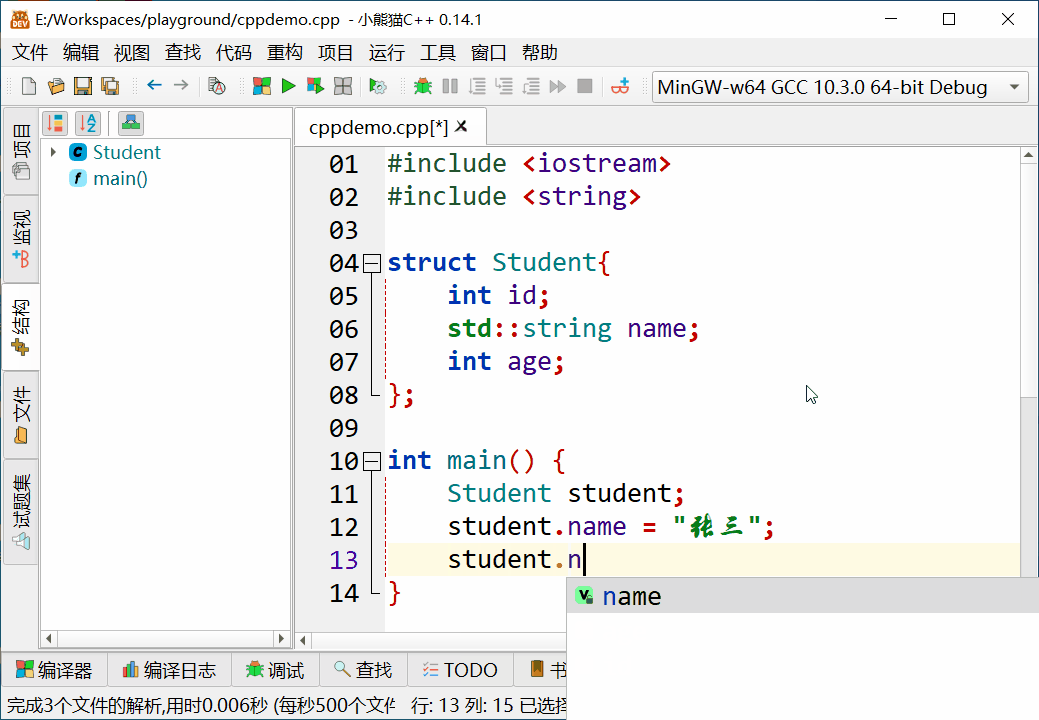 E:/Workspaces/playground/cppdemo.cpp - 小熊猫C++ 0.14.1
文件 编辑 视图 查找 代码 重构 项目 运行 工具 窗口 帮助
MinGW-w64 GCC 10.3.0 64-bit Debug
项目
监视
结构
文件
试题集
Student
main()
cppdemo.cpp[*]
01 #include <iostream>
02 #include <string>
03
04 struct Student{
05 int id;
06 std::string name;
07 int age;
08 };
09
10 int main() {
11 Student student;
12 student.name = "张三";
13 student.n
14 }
name
编译器 编译日志 调试 查找 TODO 书
完成3个文件的解析,用时0.006秒 (每秒500个文件 行: 13 列: 15 已选择